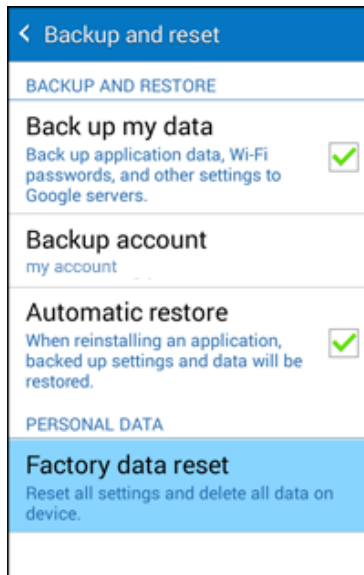 Backup and reset
BACKUP AND RESTORE
Back up my data
Back up application data, Wi-Fi
passwords, and other settings to
Google servers.
Backup account
my account
Automatic restore
When reinstalling an application,
backed up settings and data will be
restored.
PERSONAL DATA
Factory data reset
Reset all settings and delete all data on
device.